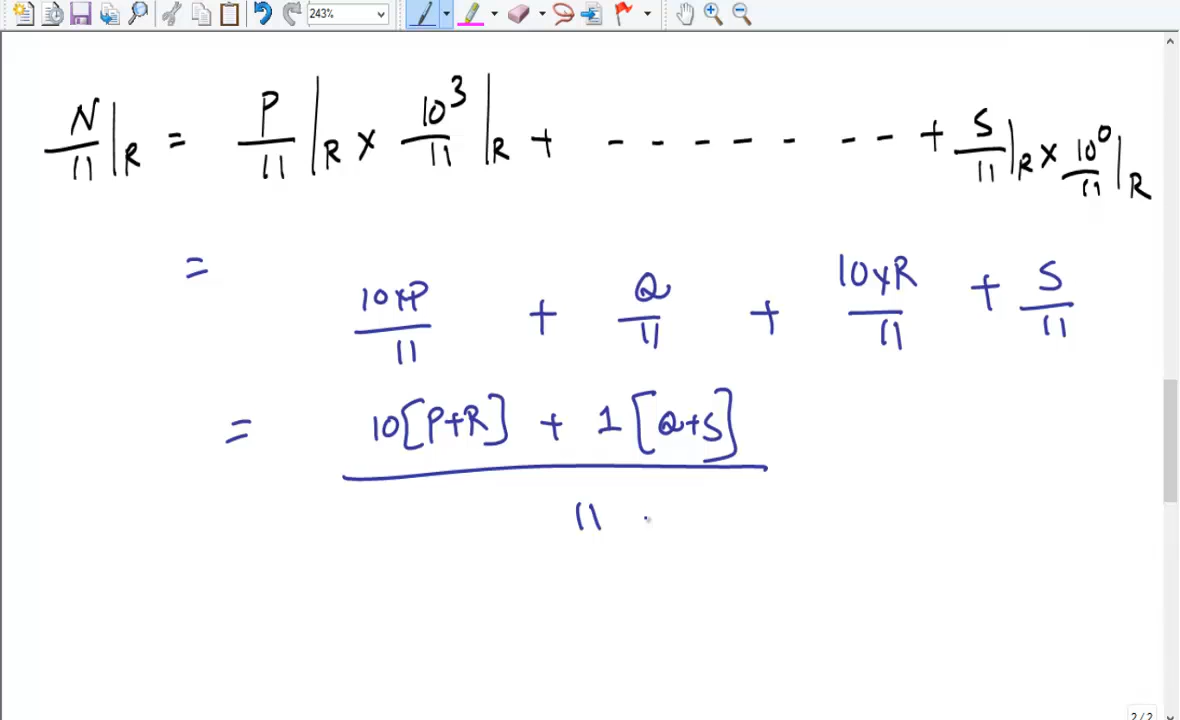 243%
N/11|R = P/11|R × 10³/11|R + - - - - - - - - + S/11|R × 10⁰/11|R
= 10×P/11 + Q/11 + 10×R/11 + S/11
= 10[P+R] + 1[Q+S] / 11
2/2